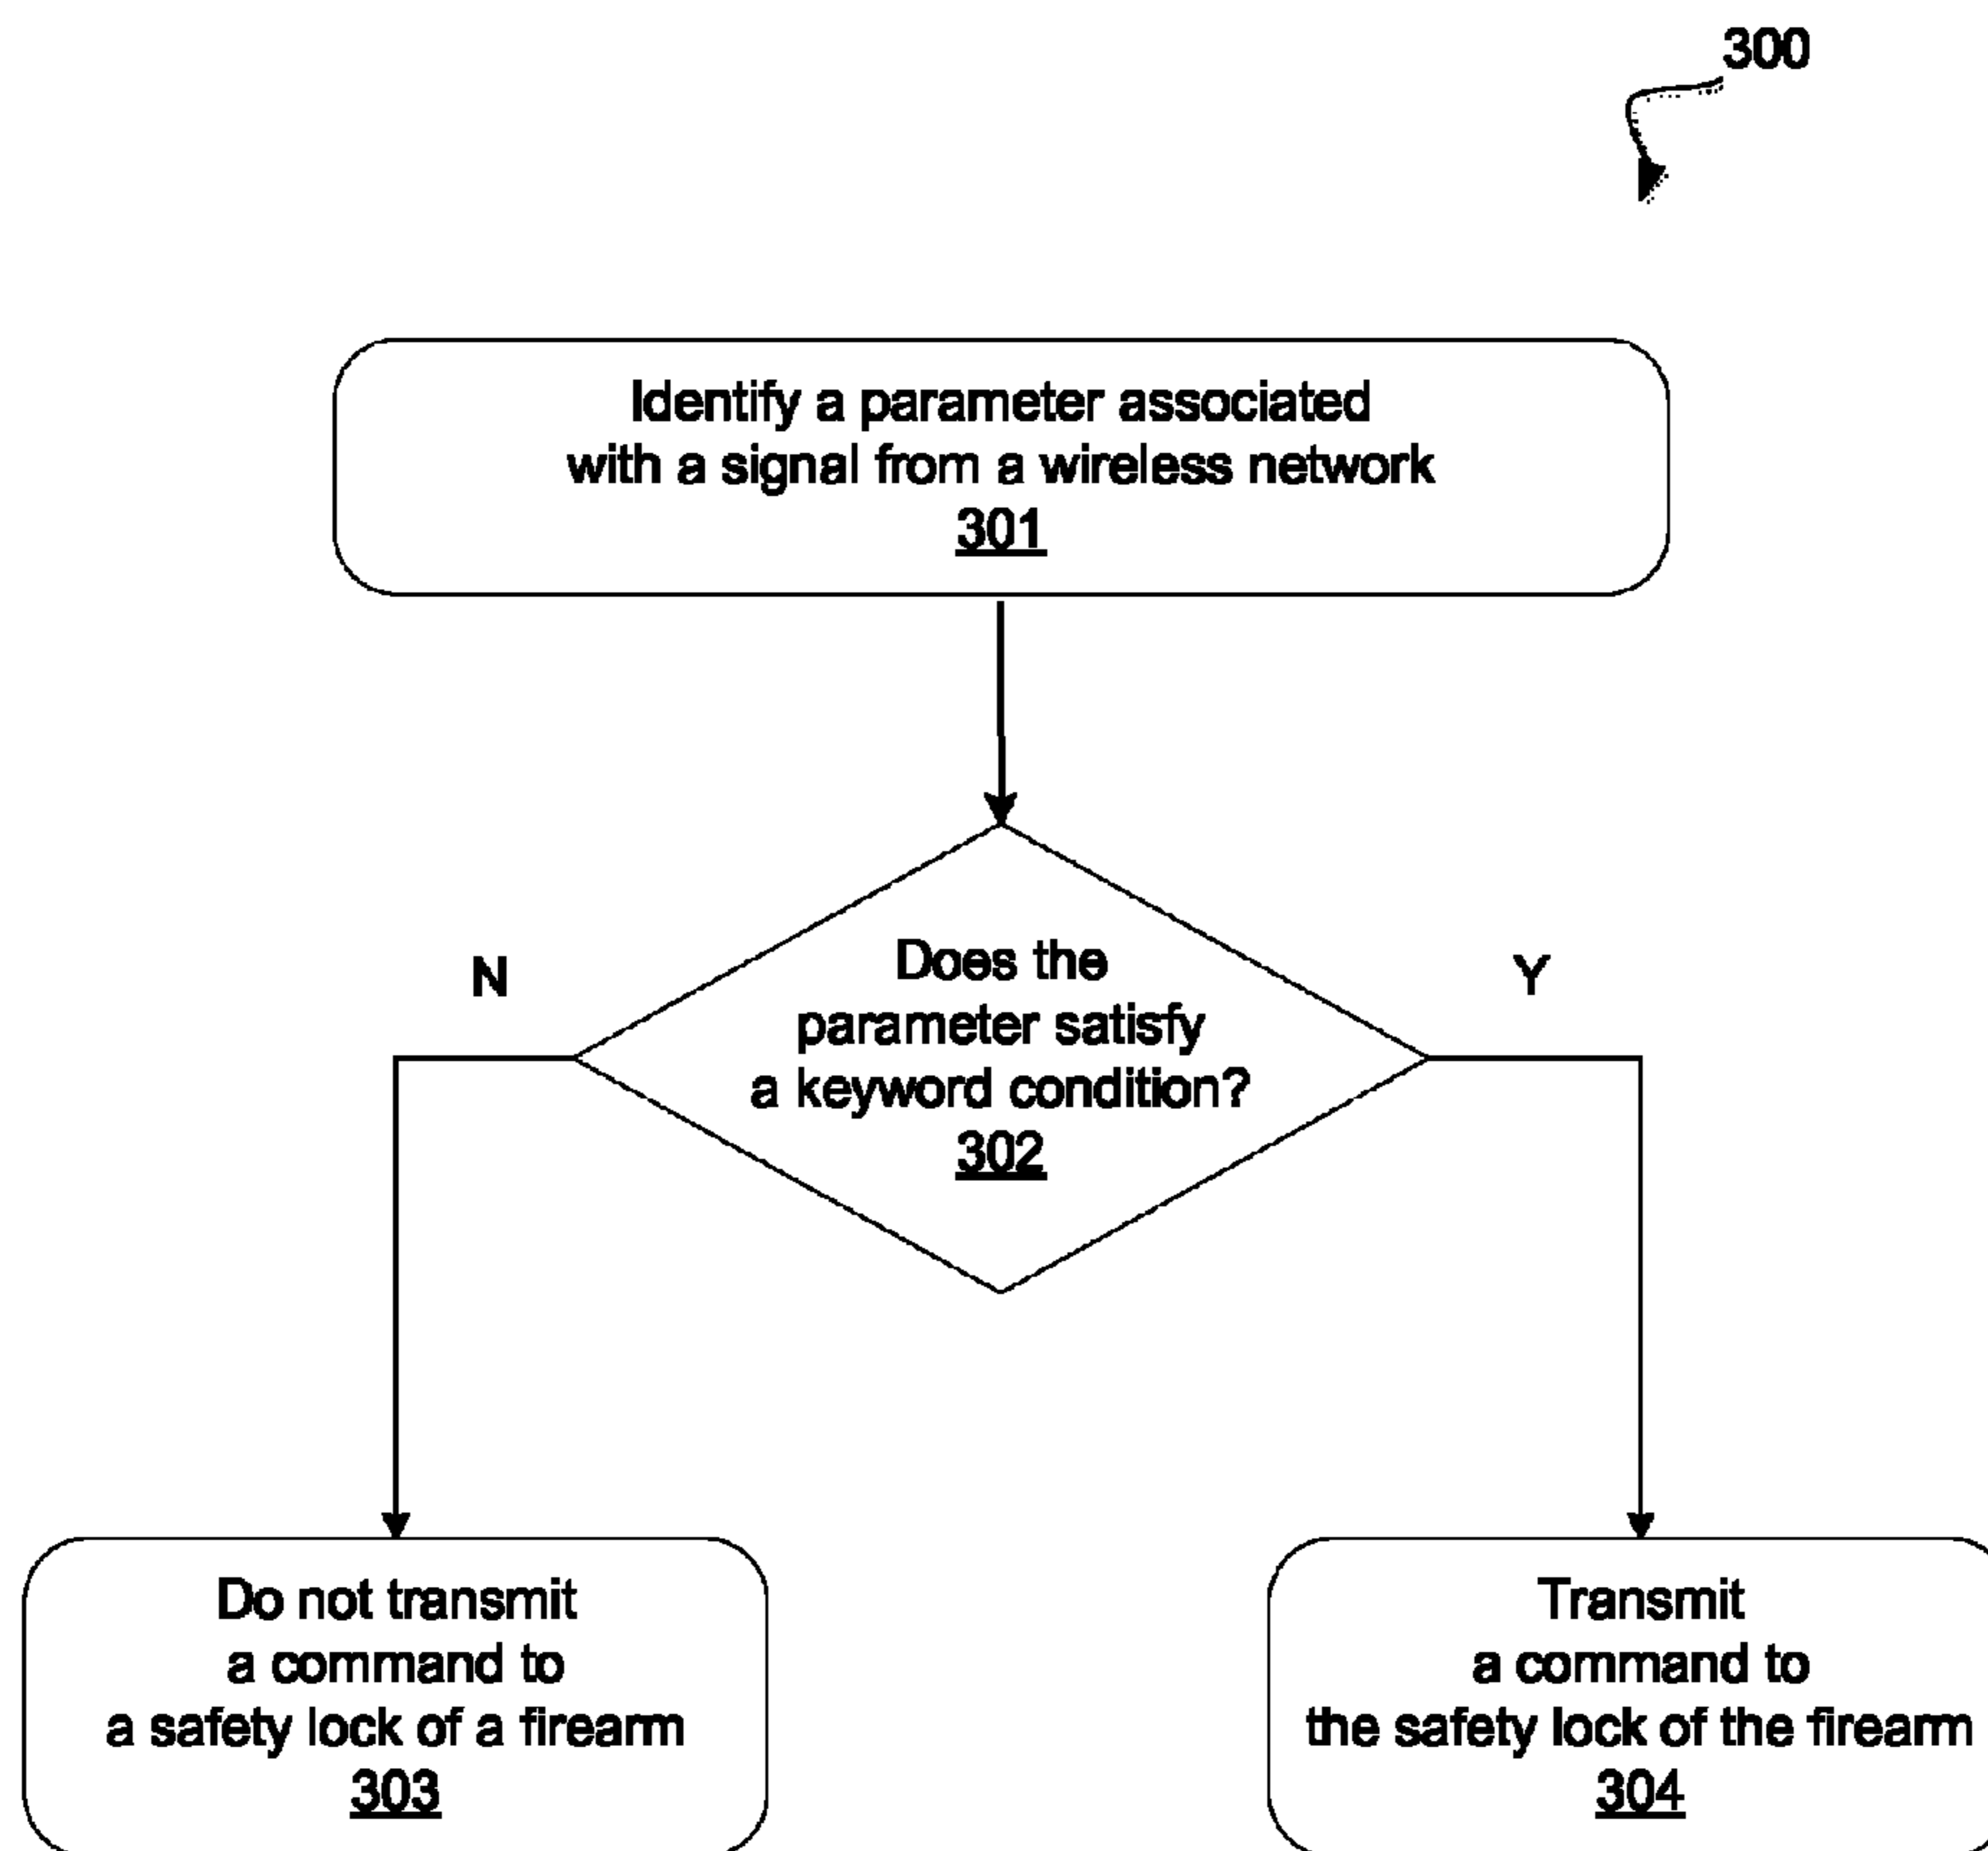 300
Identify a parameter associated
with a signal from a wireless network
301
Does the
parameter satisfy
a keyword condition?
302
N
Y
Do not transmit
a command to
a safety lock of a firearm
303
Transmit
a command to
the safety lock of the firearm
304